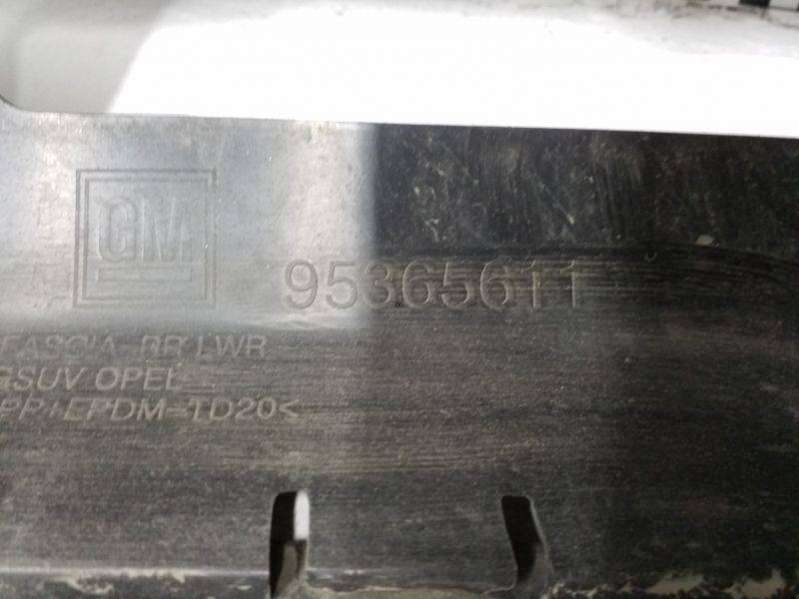 GM
95365611
FASCIA-RR LWR
GSUV OPEL
PP+EPDM-TD20<